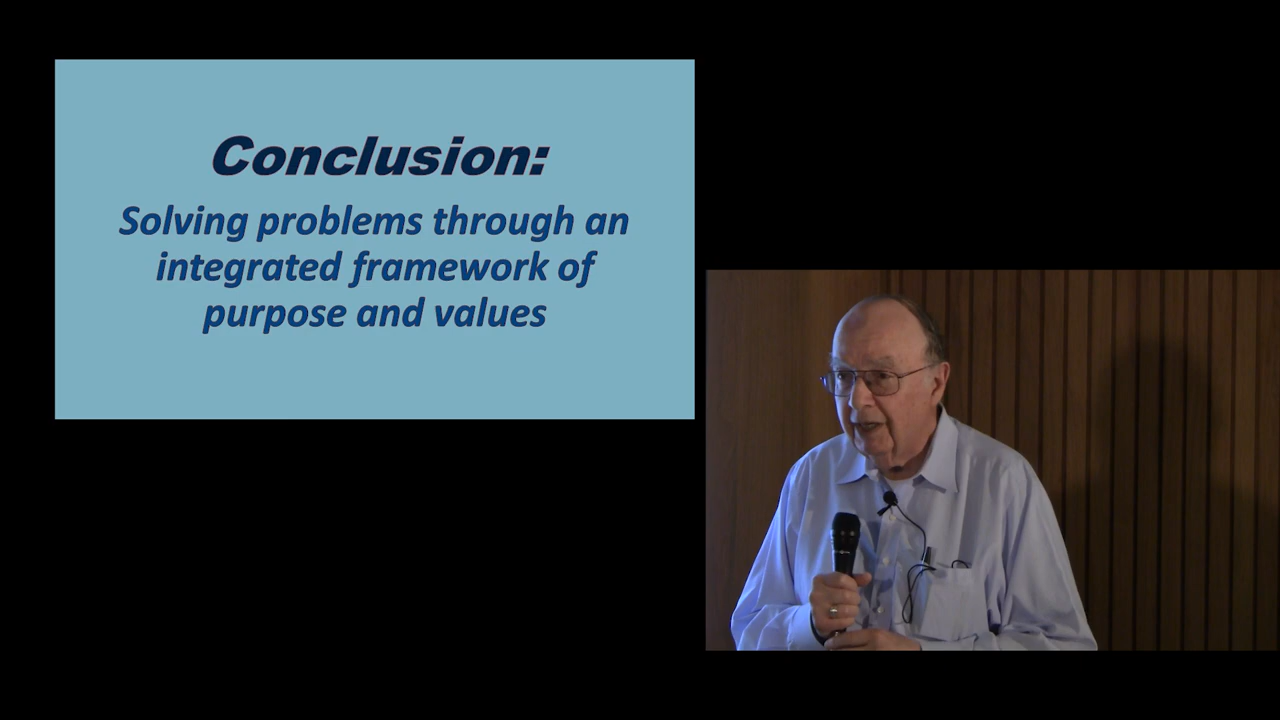 Conclusion:
Solving problems through an
integrated framework of
purpose and values